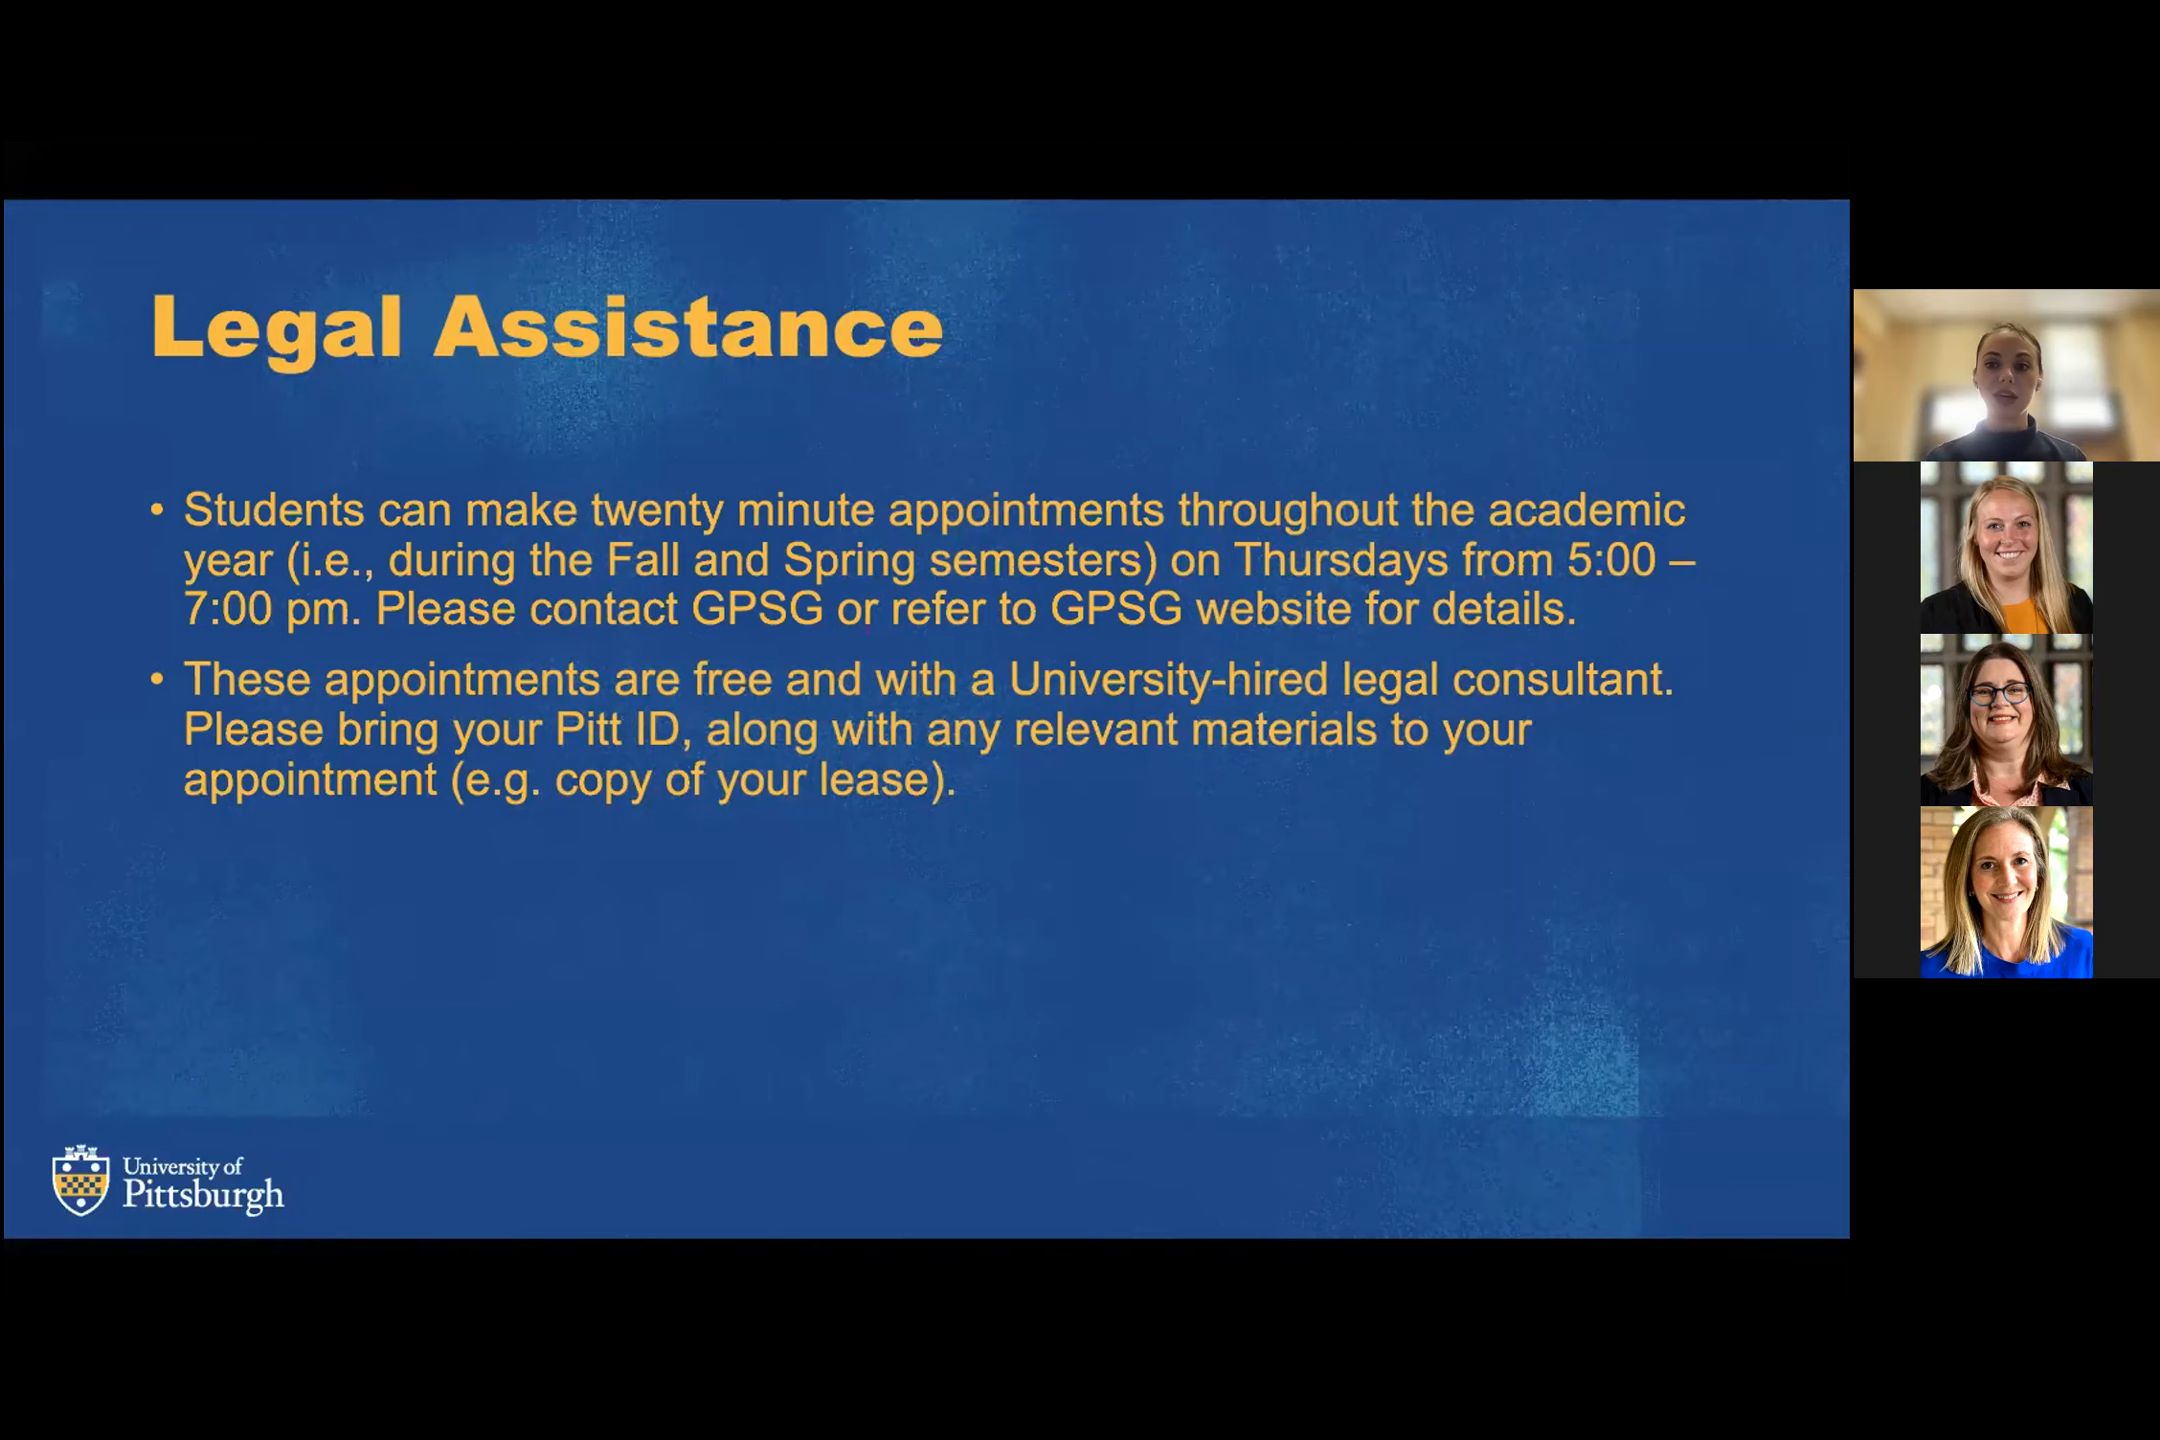 Legal Assistance
• Students can make twenty minute appointments throughout the academic
year (i.e., during the Fall and Spring semesters) on Thursdays from 5:00 –
7:00 pm. Please contact GPSG or refer to GPSG website for details.
• These appointments are free and with a University-hired legal consultant.
Please bring your Pitt ID, along with any relevant materials to your
appointment (e.g. copy of your lease).
University of
Pittsburgh